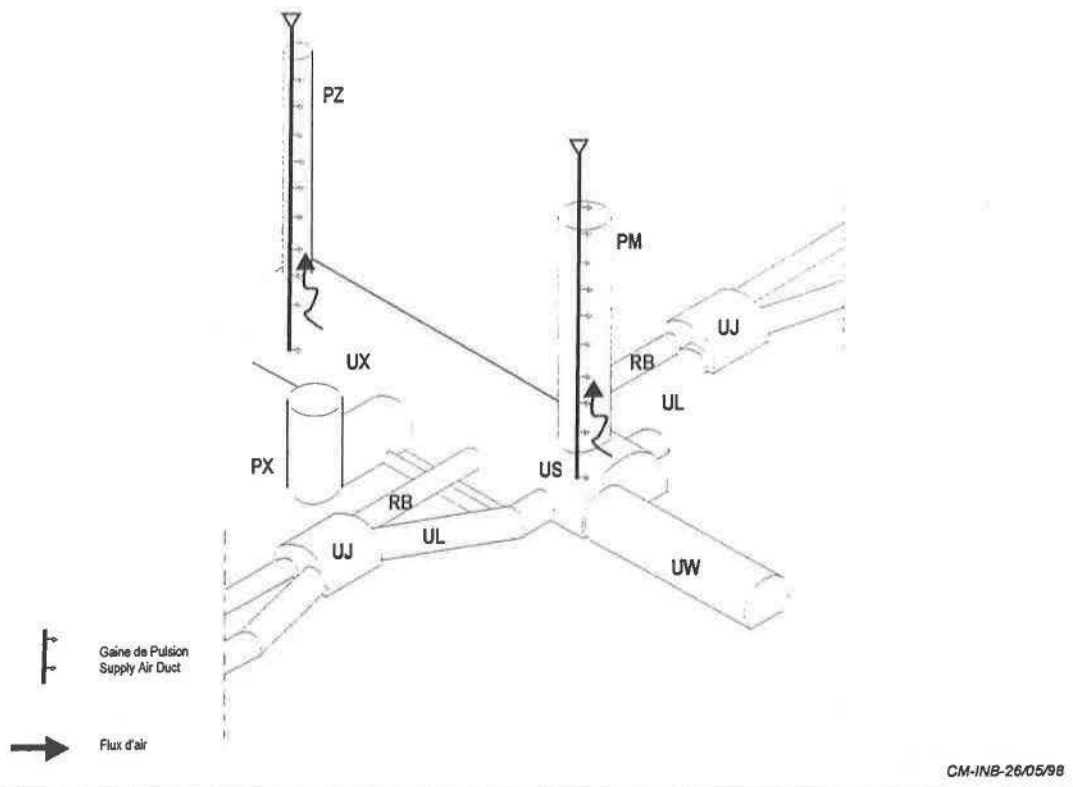 PZ
PM
UJ
RB
UX
UL
PX
US
RB
UL
UJ
UW
Gaine de Pulsion
Supply Air Duct
Flux d'air
CM-INB-26/05/98